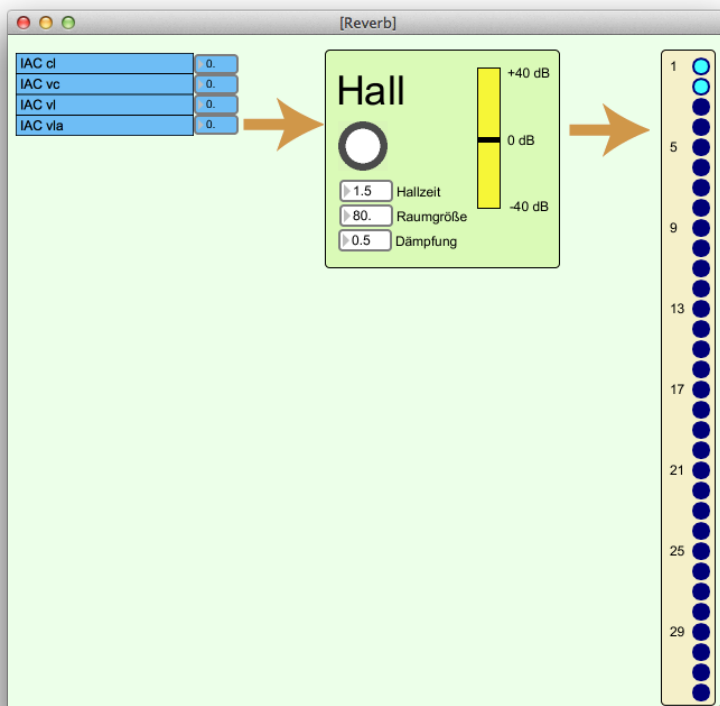 [Reverb]
IAC cl 0.
IAC vc 0.
IAC vl 0.
IAC vla 0.
Hall
1.5 Hallzeit
80. Raumgröße
0.5 Dämpfung
+40 dB
0 dB
-40 dB
1
5
9
13
17
21
25
29